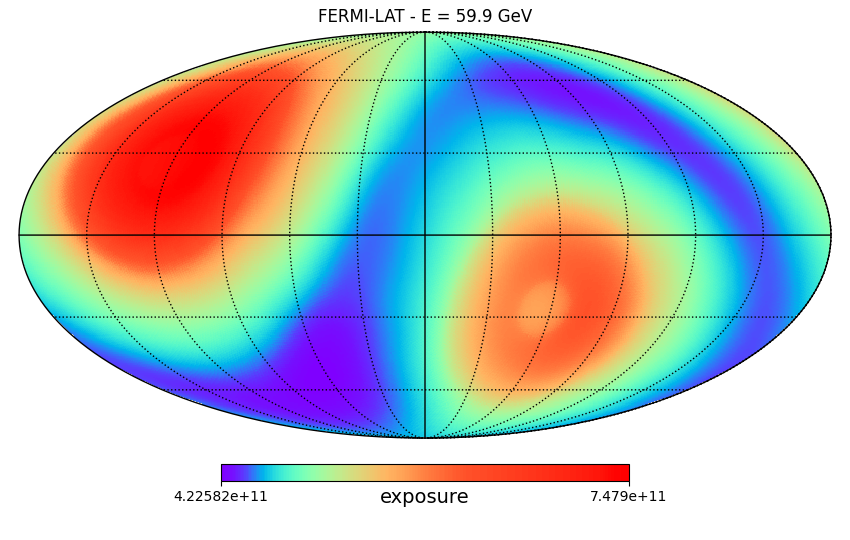 FERMI-LAT - E = 59.9 GeV
4.22582e+11 exposure 7.479e+11